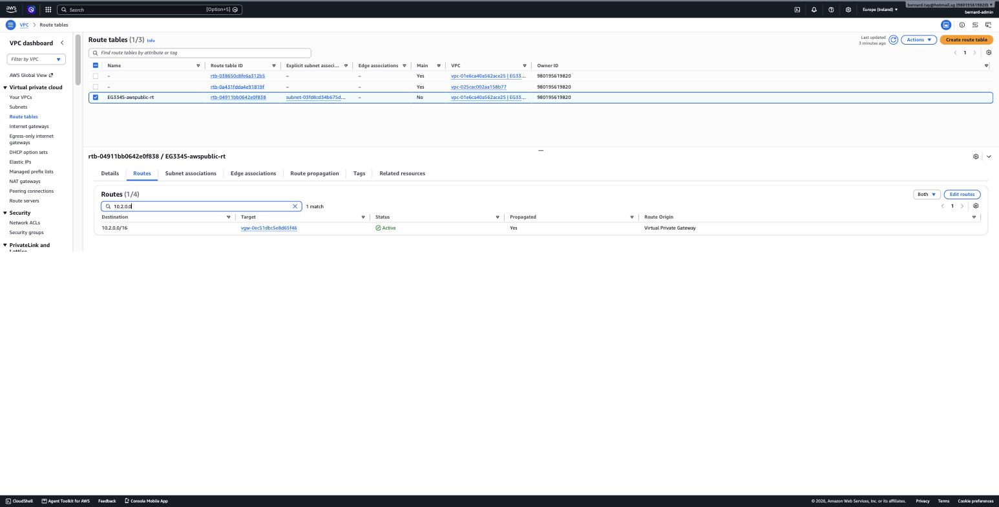 aws Search [Option+S] Europe (Ireland) bernard.tay@hotmail.sg (980195619820)
bernard-admin
VPC Route tables
VPC dashboard
Filter by VPC
AWS Global View
Virtual private cloud
Your VPCs
Subnets
Route tables
Internet gateways
Egress-only internet
gateways
DHCP option sets
Elastic IPs
Managed prefix lists
NAT gateways
Peering connections
Route servers
Security
Network ACLs
Security groups
PrivateLink and
Lattice
Route tables (1/3) Info
Last updated
3 minutes ago
Actions Create route table
Find route tables by attribute or tag 1
Name Route table ID Explicit subnet associ... Edge associations Main VPC Owner ID
– rtb-038650c8fe6a312b5 – – Yes vpc-01e6ca40a562ace25 | EG33... 980195619820
– rtb-0a431fdda4e91819f – – Yes vpc-025cac002aa158b77 980195619820
EG334S-awspublic-rt rtb-04911bb0642e0f838 subnet-03fd8cd34b675d... – No vpc-01e6ca40a562ace25 | EG33... 980195619820
rtb-04911bb0642e0f838 / EG334S-awspublic-rt
Details Routes Subnet associations Edge associations Route propagation Tags Related resources
Routes (1/4) Both Edit routes
10.2.0.0 1 match 1
Destination Target Status Propagated Route Origin
10.2.0.0/16 vgw-0ec51dbc5e8d65f46 Active Yes Virtual Private Gateway
CloudShell Agent Toolkit for AWS Feedback Console Mobile App © 2026, Amazon Web Services, Inc. or its affiliates. Privacy Terms Cookie preferences